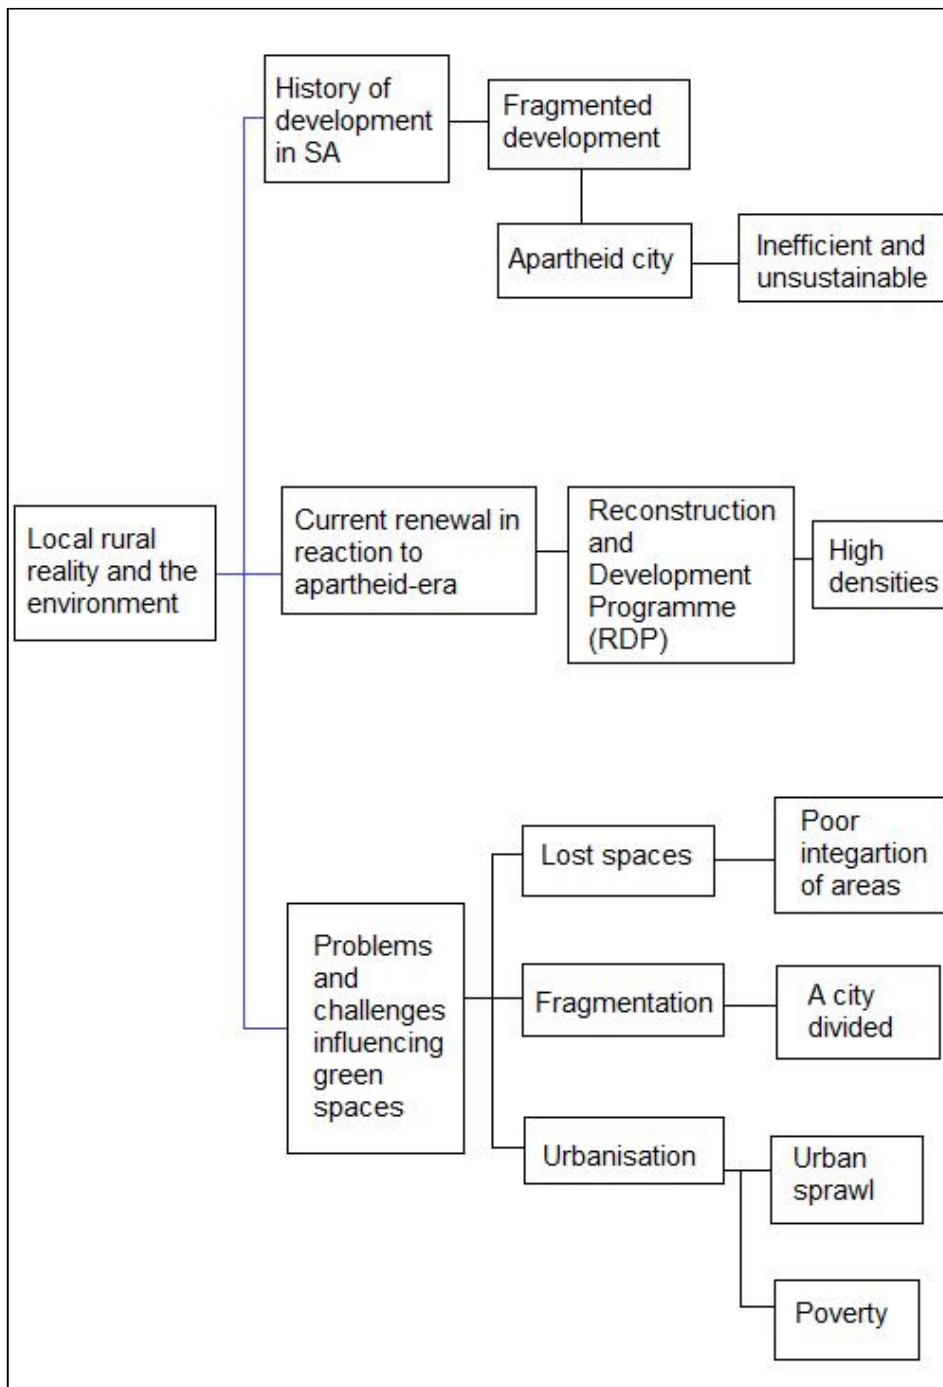 History of
development
in SA
Fragmented
development
Apartheid city
Inefficient and
unsustainable
Local rural
reality and the
environment
Current renewal in
reaction to
apartheid-era
Reconstruction
and
Development
Programme
(RDP)
High
densities
Problems
and
challenges
influencing
green
spaces
Lost spaces
Poor
integartion
of areas
Fragmentation
A city
divided
Urbanisation
Urban
sprawl
Poverty